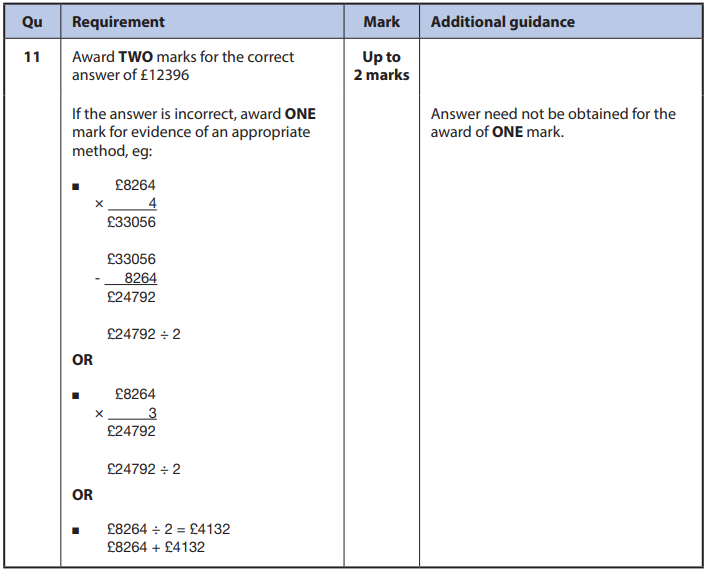 Qu Requirement Mark Additional guidance
11 Award TWO marks for the correct Up to
answer of £12396 2 marks
If the answer is incorrect, award ONE Answer need not be obtained for the
mark for evidence of an appropriate award of ONE mark.
method, eg:
■ £8264
× 4
£33056
£33056
- 8264
£24792
£24792 ÷ 2
OR
■ £8264
× 3
£24792
£24792 ÷ 2
OR
■ £8264 ÷ 2 = £4132
£8264 + £4132